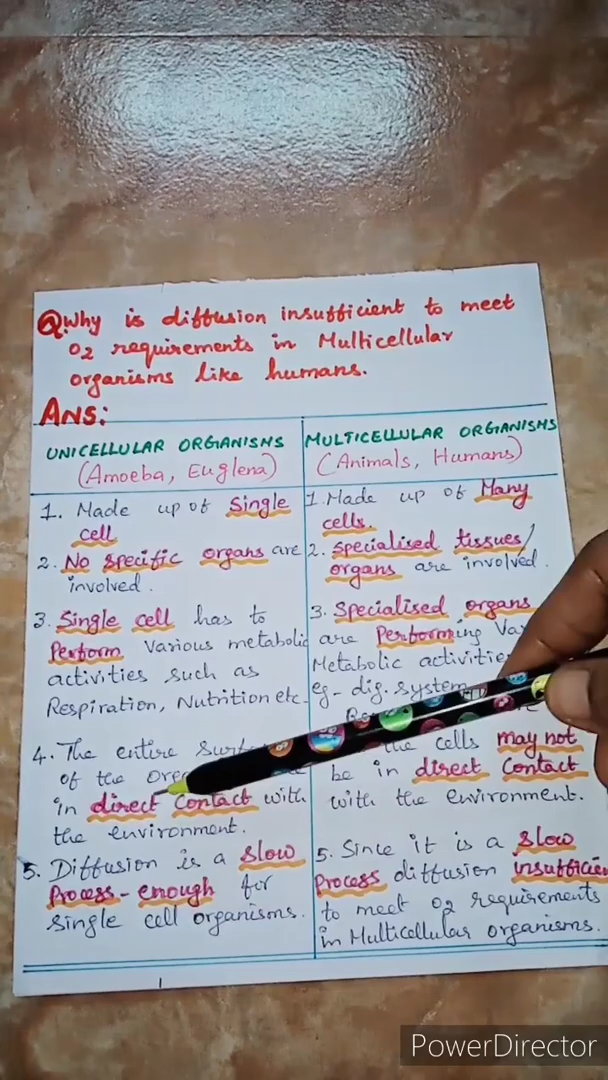 Q. Why is diffusion insufficient to meet
O2 requirements in Multicellular
organisms like humans.
Ans:
UNICELLULAR ORGANISMS
(Amoeba, Euglena)
1. Made up of Single
cell
2. No specific organs are
involved.
3. Single cell has to
Perform various metabolic
activities such as
Respiration, Nutrition etc.
4. The entire
of the
in direct contact with
the environment.
5. Diffusion is a slow
Process - enough for
single cell organisms.
MULTICELLULAR ORGANISMS
(Animals, Humans)
1. Made up of Many
cells.
2. Specialised tissues/
organs are involved.
3. Specialised organs
are Performing
Metabolic
eg - dig. system
the cells may not
be in direct contact
with the environment.
5. Since it is a slow
Process diffusion
to meet O2 requirements
in Multicellular organisms.
PowerDirector